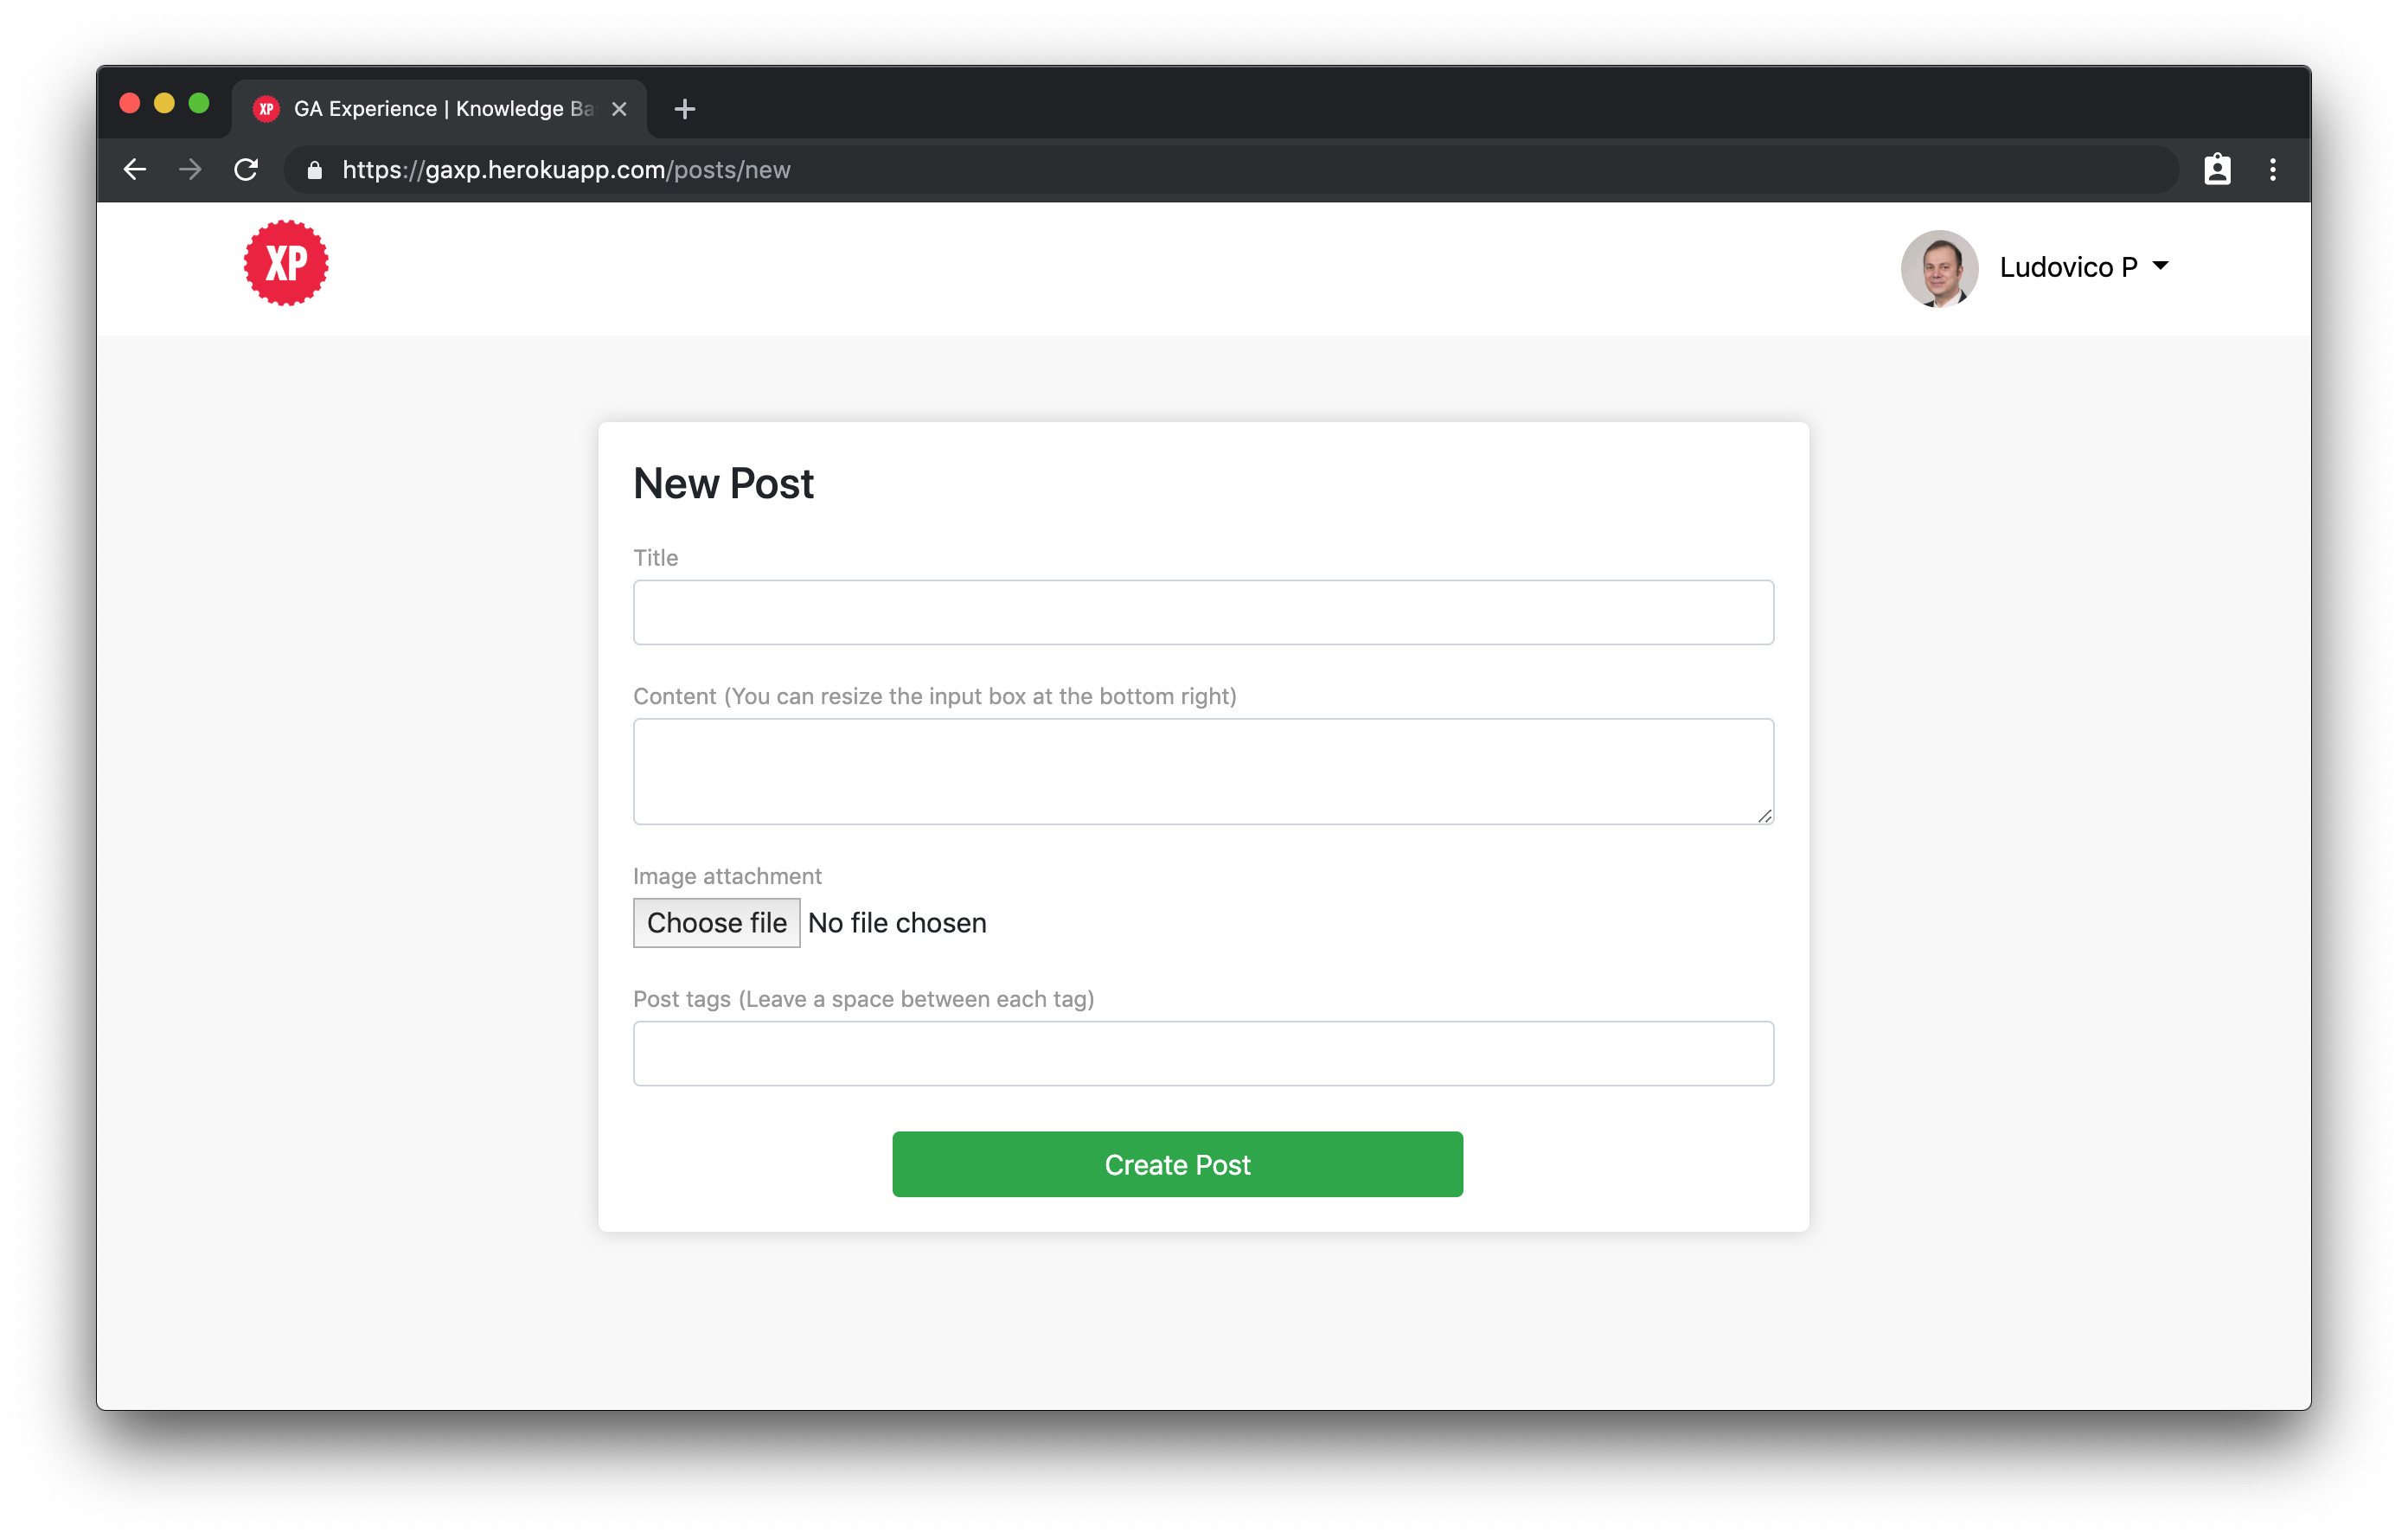 XP GA Experience | Knowledge Ba
https://gaxp.herokuapp.com/posts/new
XP
Ludovico P
New Post
Title
Content (You can resize the input box at the bottom right)
Image attachment
Choose file No file chosen
Post tags (Leave a space between each tag)
Create Post